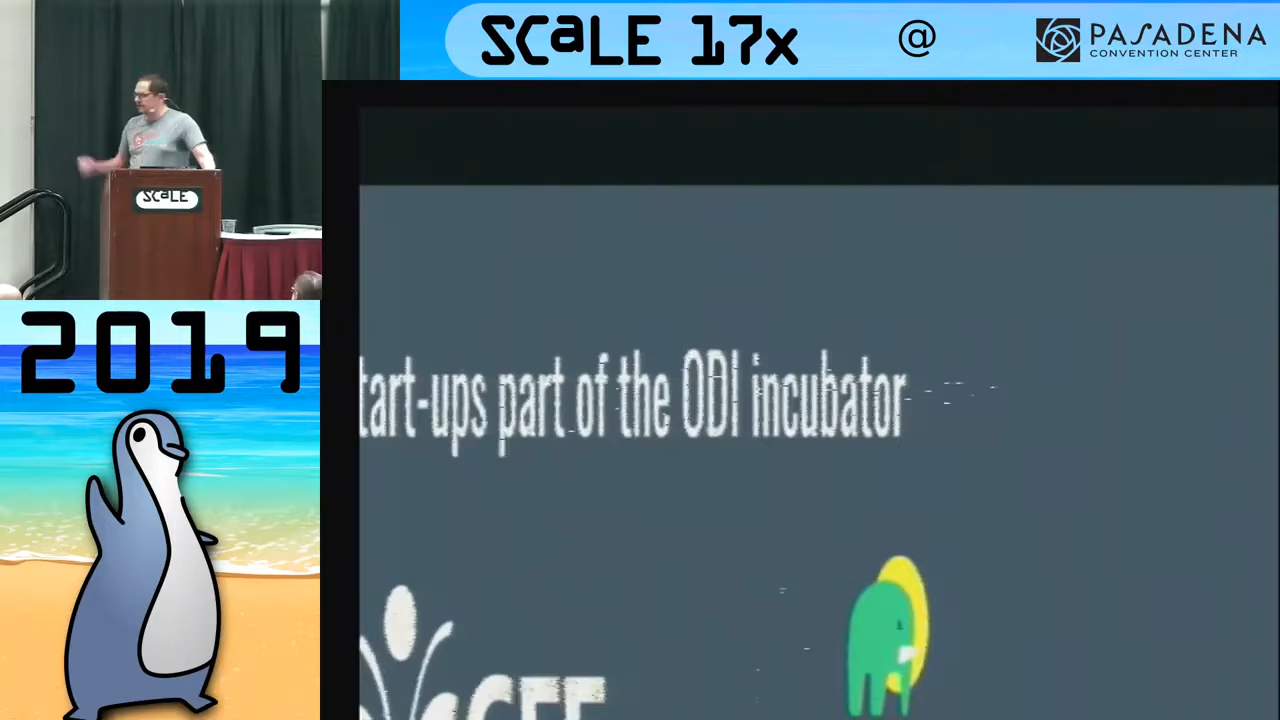 SCaLE 17x @ PASADENA
CONVENTION CENTER
SCaLE
2019
tart-ups part of the ODI incubator